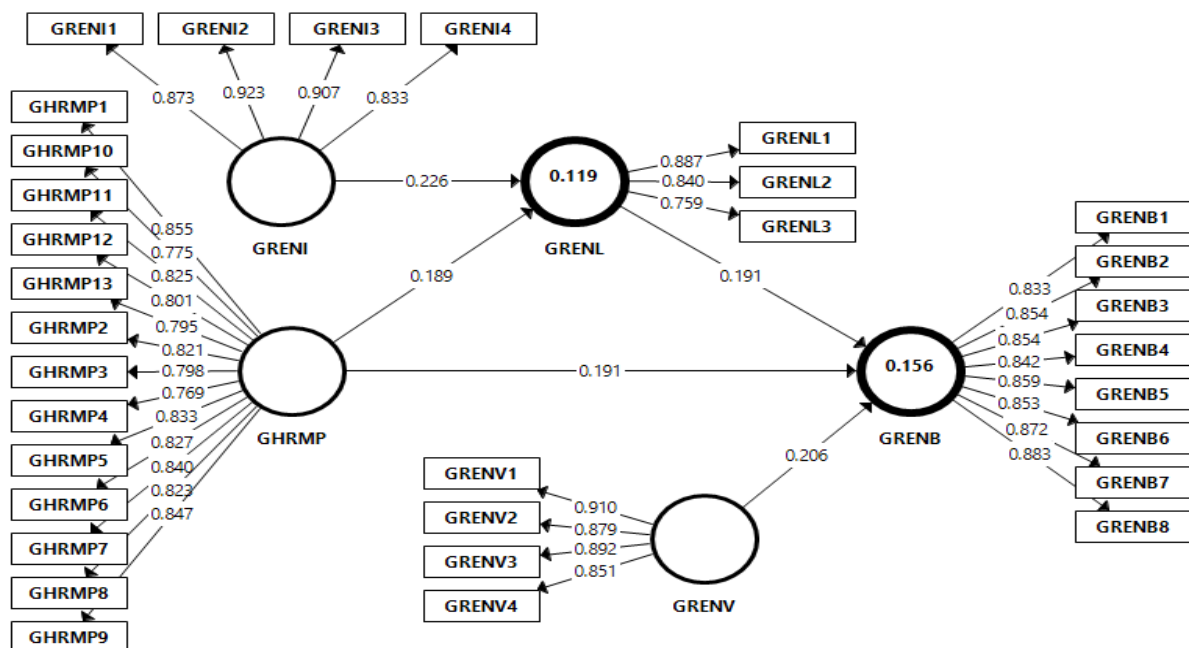 GRENI1
GRENI2
GRENI3
GRENI4
0.873
0.923
0.907
0.833
GRENI
GHRMP1
GHRMP10
GHRMP11
GHRMP12
GHRMP13
GHRMP2
GHRMP3
GHRMP4
GHRMP5
GHRMP6
GHRMP7
GHRMP8
GHRMP9
0.855
0.775
0.825
0.801
0.795
0.821
0.798
0.769
0.833
0.827
0.840
0.823
0.847
GHRMP
0.226
0.189
0.191
0.119
GRENL
0.887
0.840
0.759
GRENL1
GRENL2
GRENL3
0.191
0.206
GRENV1
GRENV2
GRENV3
GRENV4
0.910
0.879
0.892
0.851
GRENV
0.156
GRENB
0.833
0.854
0.854
0.842
0.859
0.853
0.872
0.883
GRENB1
GRENB2
GRENB3
GRENB4
GRENB5
GRENB6
GRENB7
GRENB8